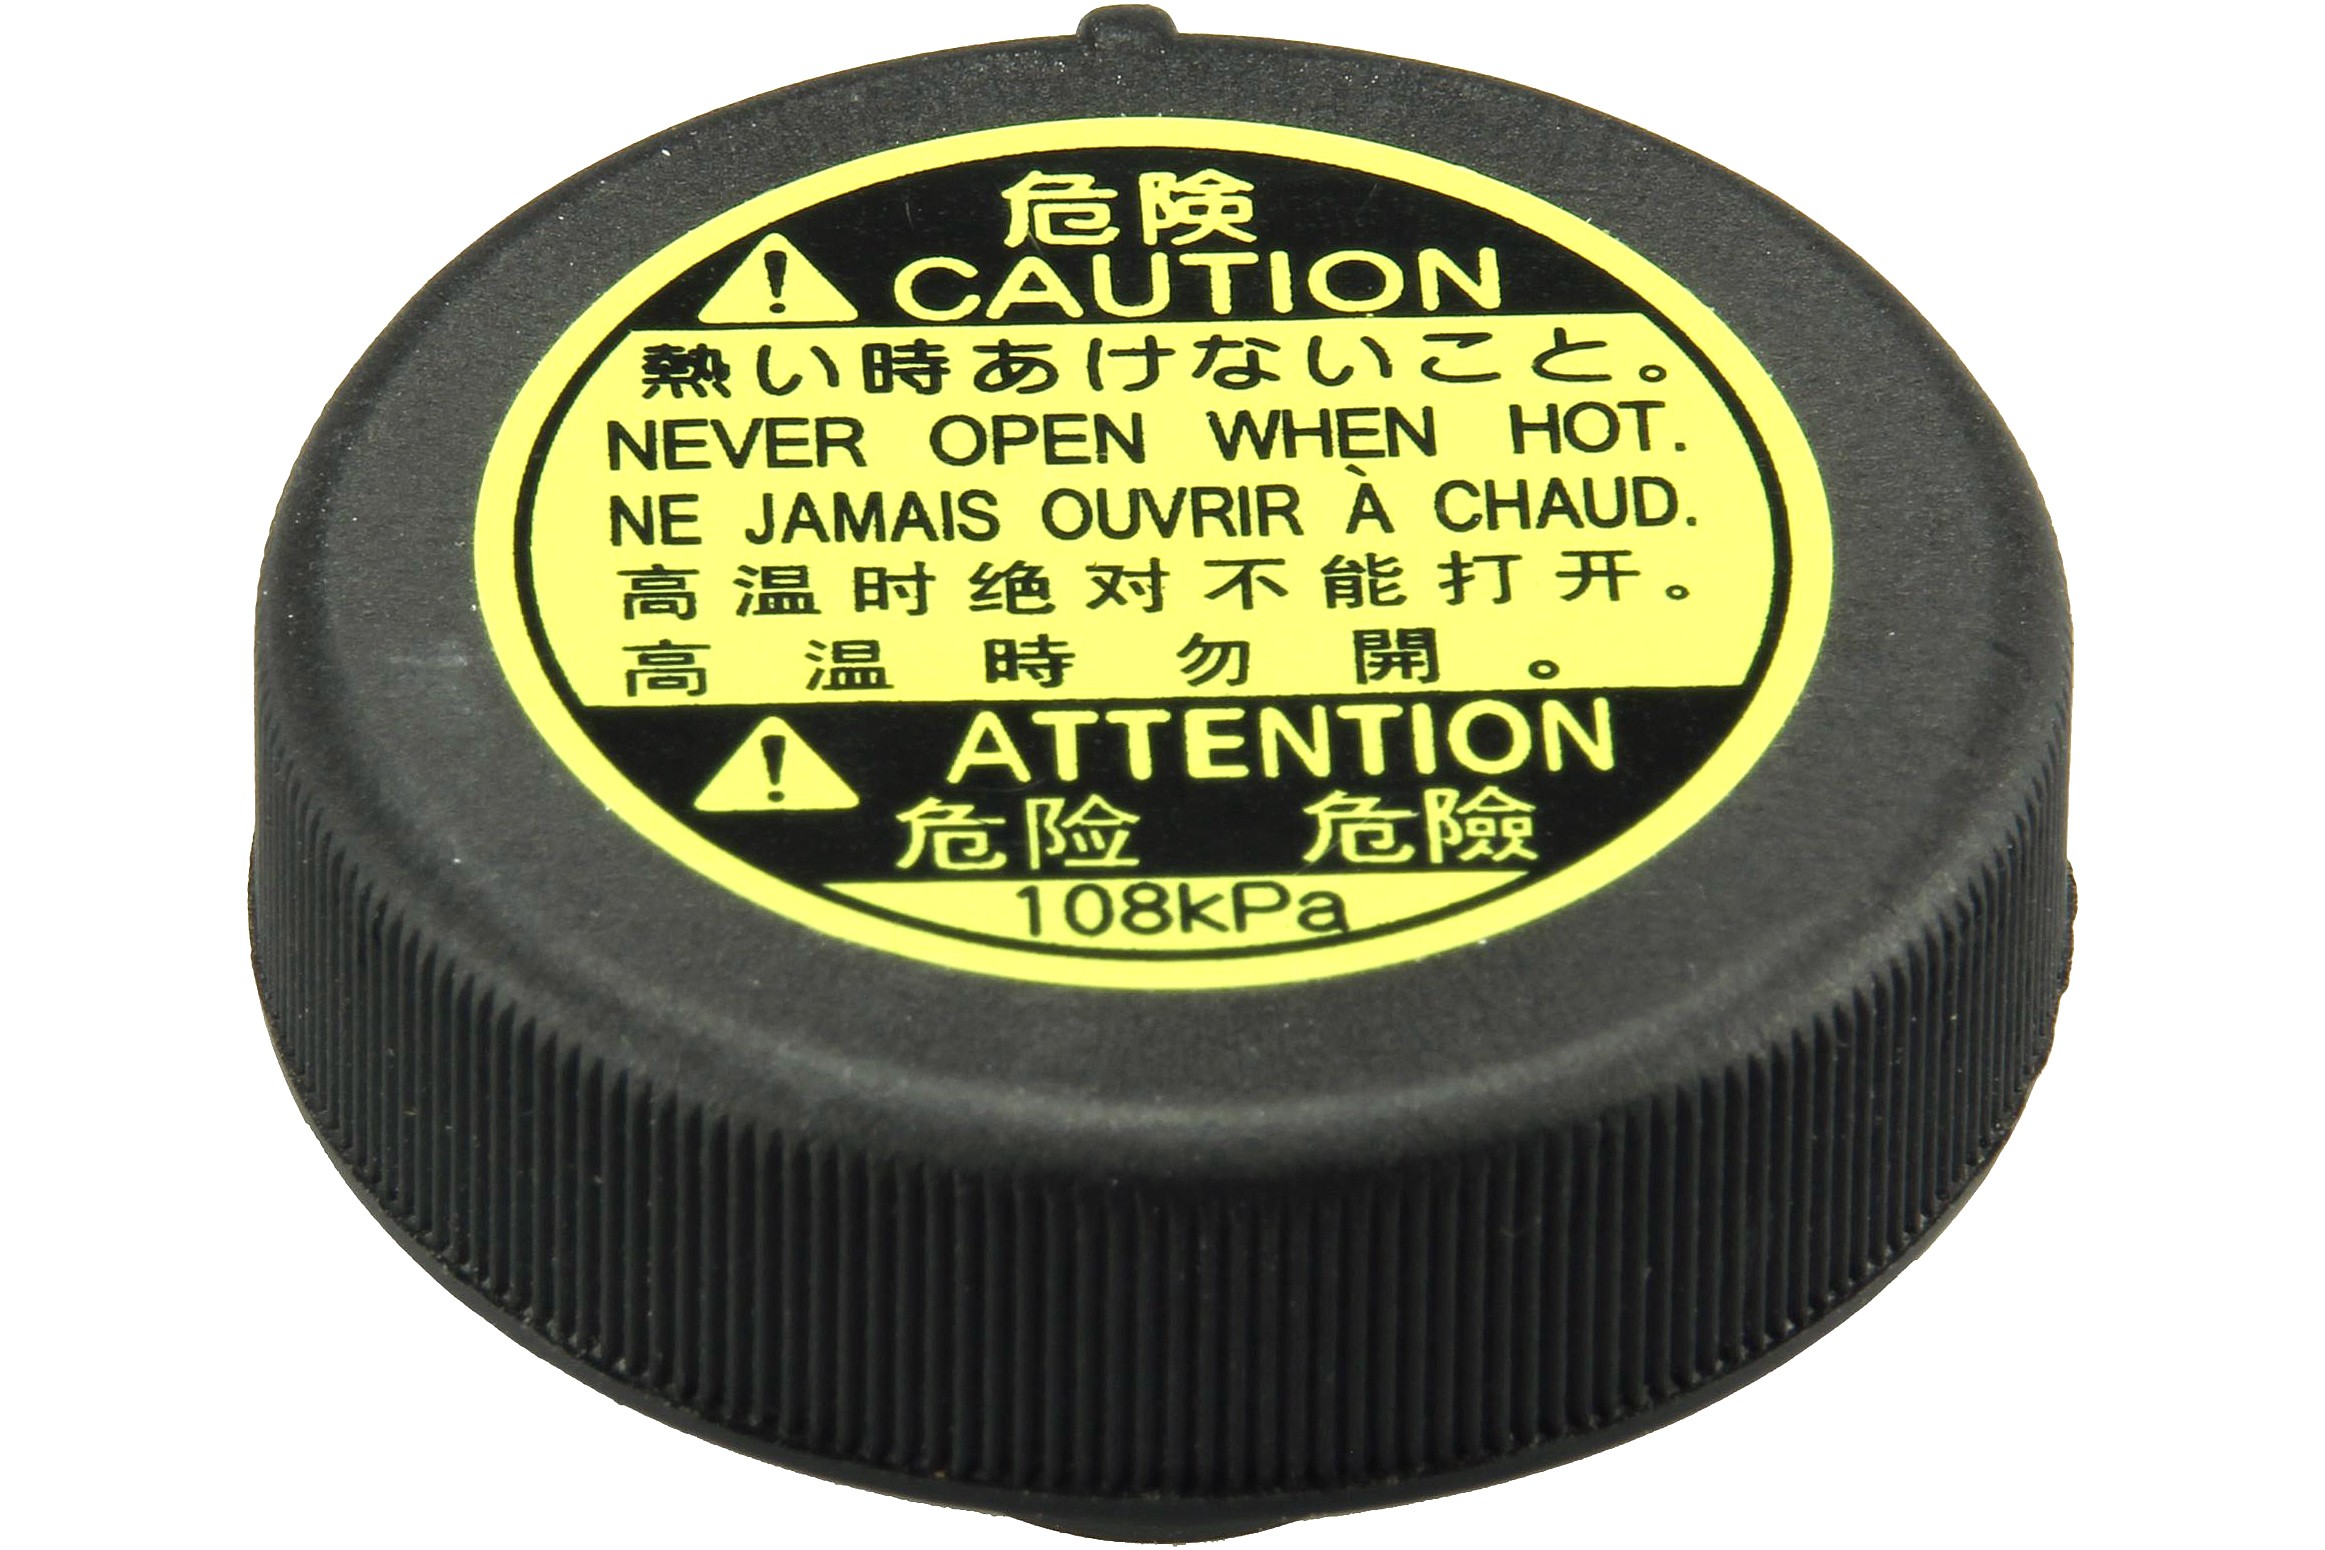 危険
CAUTION
熱い時あけないこと。
NEVER OPEN WHEN HOT.
NE JAMAIS OUVRIR À CHAUD.
高温时绝对不能打开。
高温時勿開。
ATTENTION
危险 危險
108kPa